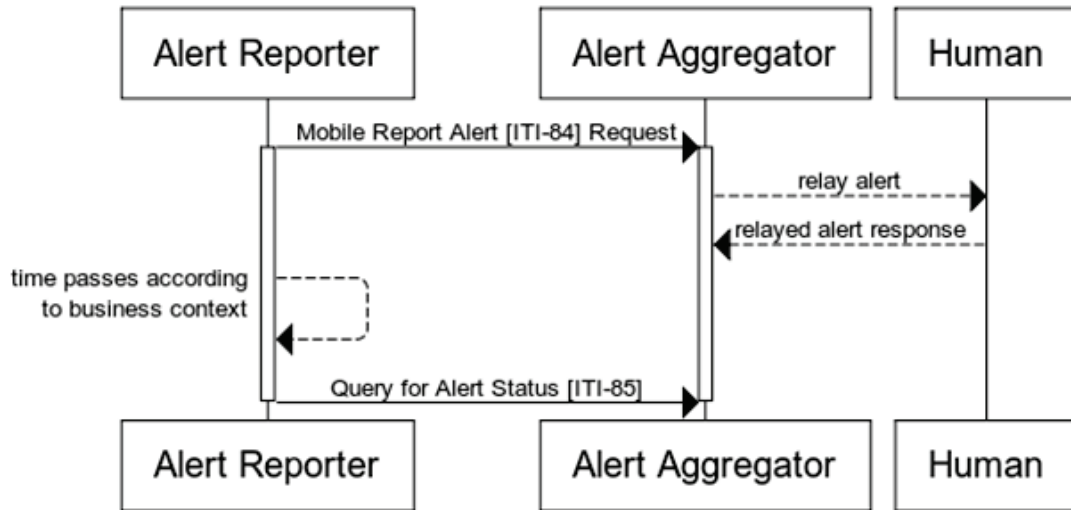 Alert Reporter
Alert Aggregator
Human
Mobile Report Alert [ITI-84] Request
relay alert
relayed alert response
time passes according
to business context
Query for Alert Status [ITI-85]
Alert Reporter
Alert Aggregator
Human